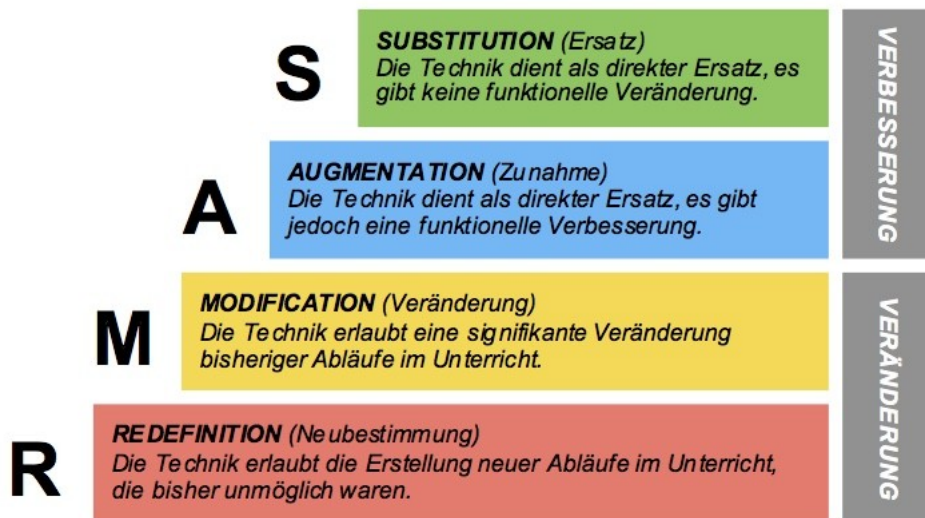 S
SUBSTITUTION (Ersatz)
Die Technik dient als direkter Ersatz, es
gibt keine funktionelle Veränderung.
A
AUGMENTATION (Zunahme)
Die Technik dient als direkter Ersatz, es gibt
jedoch eine funktionelle Verbesserung.
VERBESSERUNG
M
MODIFICATION (Veränderung)
Die Technik erlaubt eine signifikante Veränderung
bisheriger Abläufe im Unterricht.
R
REDEFINITION (Neubestimmung)
Die Technik erlaubt die Erstellung neuer Abläufe im Unterricht,
die bisher unmöglich waren.
VERÄNDERUNG